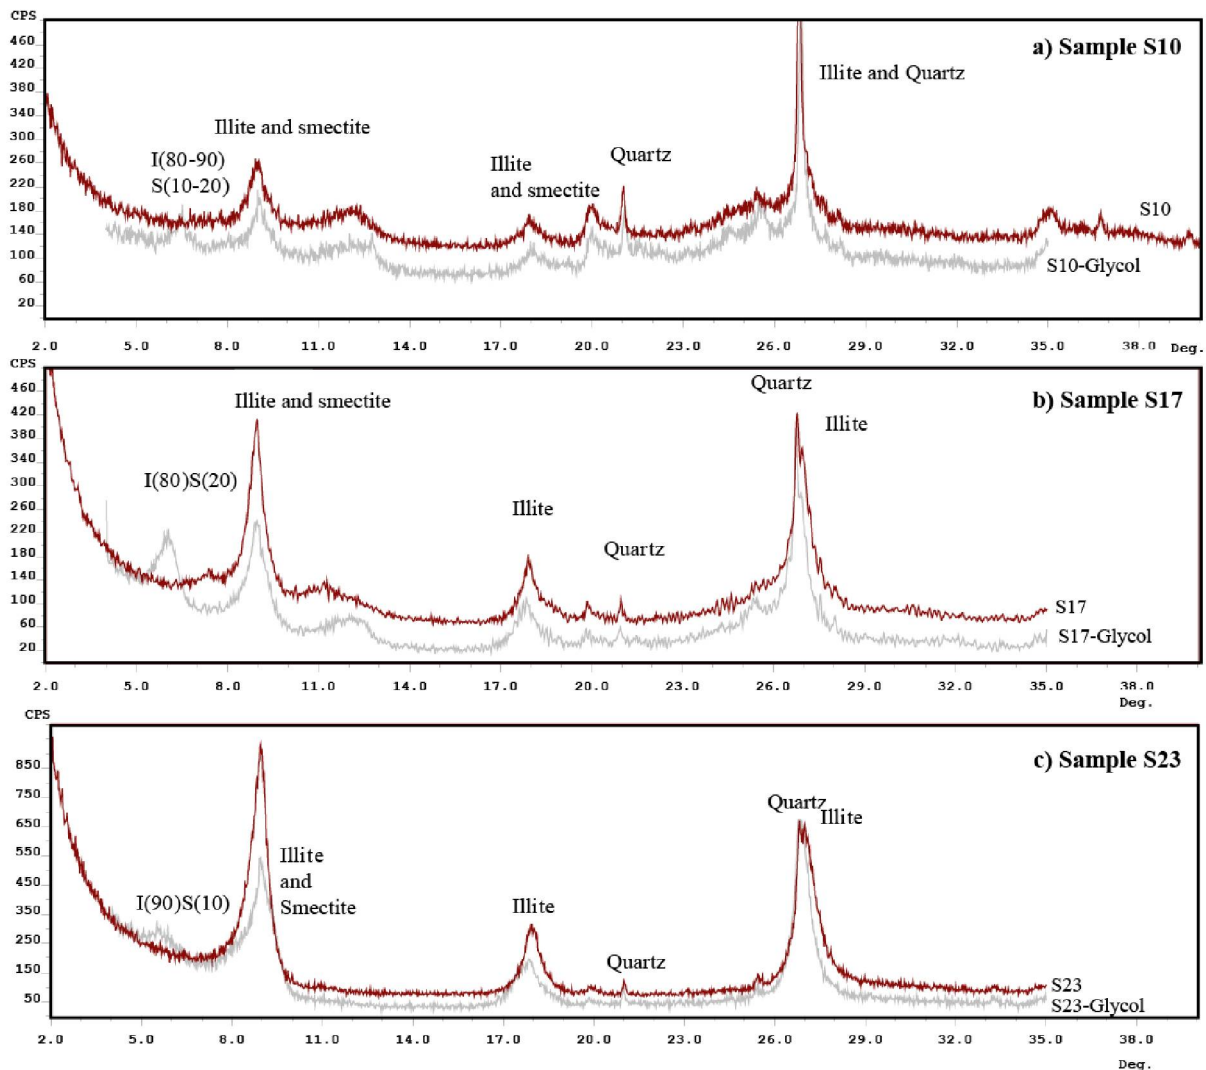 CPS
a) Sample S10
460
420
380
340
300
260
220
180
140
100
60
20
Illite and Quartz
Illite and smectite
I(80-90)
S(10-20)
Illite
and smectite
Quartz
S10
S10-Glycol
2.0 5.0 8.0 11.0 14.0 17.0 20.0 23.0 26.0 29.0 32.0 35.0 38.0 Deg.
CPS
b) Sample S17
460
420
380
340
300
260
220
180
140
100
60
20
Quartz
Illite
Illite and smectite
I(80)S(20)
Illite
Quartz
S17
S17-Glycol
2.0 5.0 8.0 11.0 14.0 17.0 20.0 23.0 26.0 29.0 32.0 35.0 38.0
Deg.
CPS
c) Sample S23
850
750
650
550
450
350
250
150
50
Quartz
Illite
Illite
and
Smectite
I(90)S(10)
Illite
Quartz
S23
S23-Glycol
2.0 5.0 8.0 11.0 14.0 17.0 20.0 23.0 26.0 29.0 32.0 35.0 38.0
Deg.